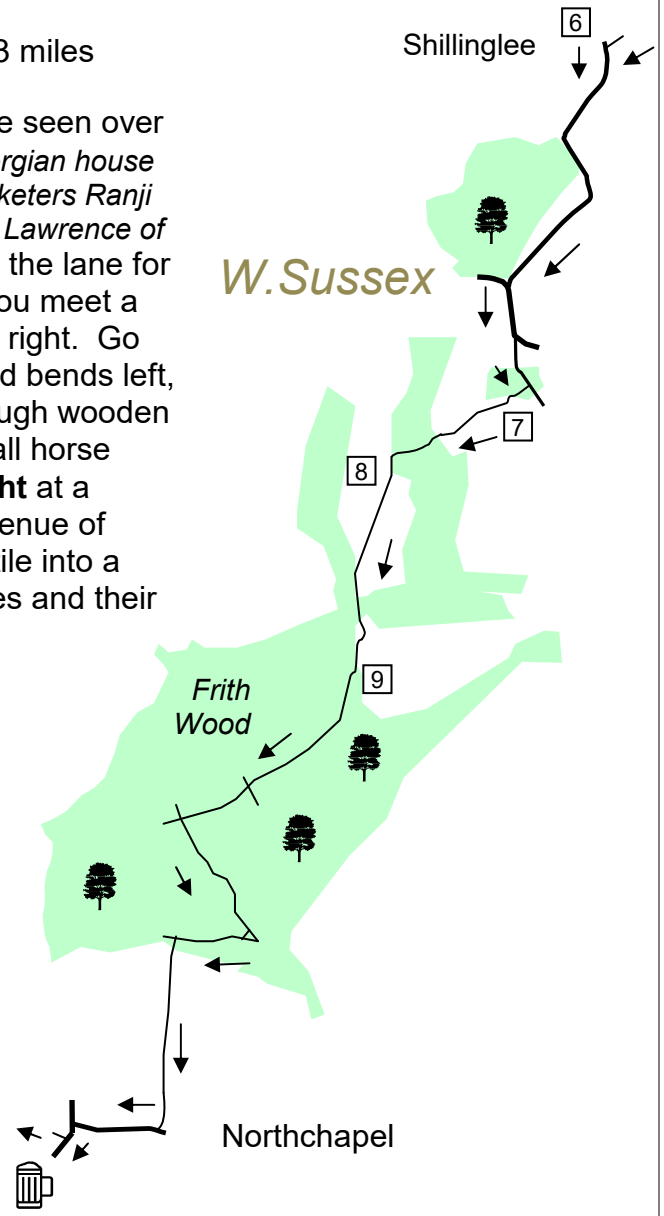 3 miles
e seen over
rgian house
keters Ranji
Lawrence of
the lane for
ou meet a
right. Go
d bends left,
ugh wooden
all horse
ht at a
enue of
tile into a
es and their
Shillinglee
6
W.Sussex
7
8
9
Frith
Wood
Northchapel